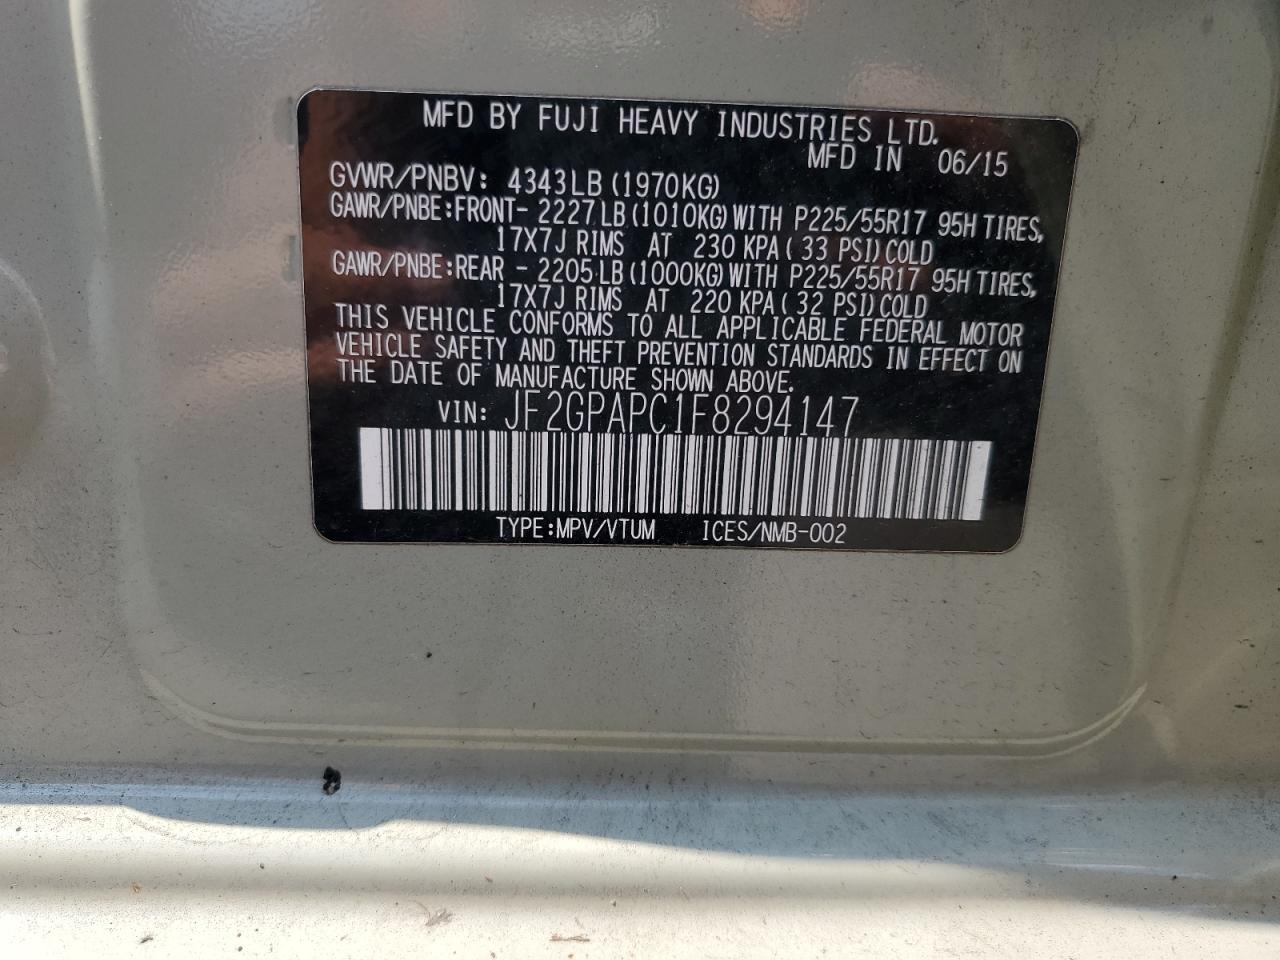 MFD BY FUJI HEAVY INDUSTRIES LTD.
MFD IN 06/15
GVWR/PNBV: 4343LB (1970KG)
GAWR/PNBE:FRONT- 2227LB (1010KG) WITH P225/55R17 95H TIRES,
17X7J RIMS AT 230 KPA ( 33 PSI) COLD
GAWR/PNBE:REAR - 2205LB (1000KG) WITH P225/55R17 95H TIRES,
17X7J RIMS AT 220 KPA ( 32 PSI) COLD
THIS VEHICLE CONFORMS TO ALL APPLICABLE FEDERAL MOTOR
VEHICLE SAFETY AND THEFT PREVENTION STANDARDS IN EFFECT ON
THE DATE OF MANUFACTURE SHOWN ABOVE.
VIN: JF2GPAPC1F8294147
TYPE:MPV/VTUM ICES/NMB-002